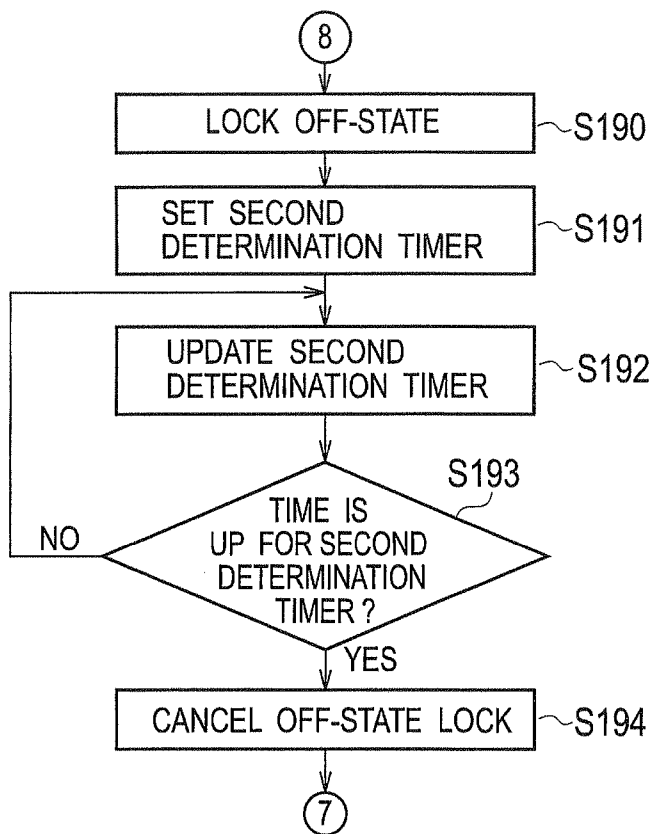 8
LOCK OFF-STATE
S190
SET SECOND
DETERMINATION TIMER
S191
UPDATE SECOND
DETERMINATION TIMER
S192
S193
TIME IS
UP FOR SECOND
DETERMINATION
TIMER?
NO
YES
CANCEL OFF-STATE LOCK
S194
7